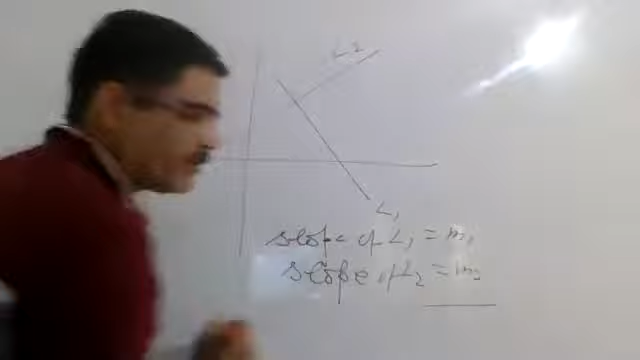 L2
L1
slope of L1 = m1
slope of L2 = m2